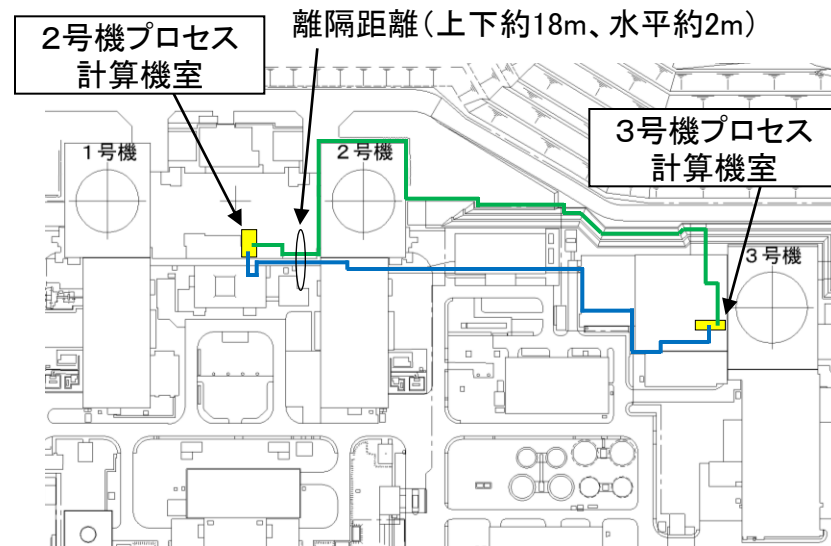 離隔距離(上下約18m、水平約2m)
2号機プロセス
計算機室
3号機プロセス
計算機室
1号機
2号機
3号機